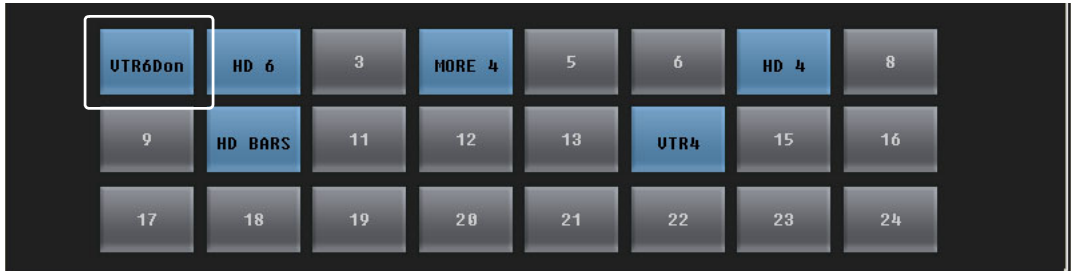 VTR6Don HD 6 3 MORE 4 5 6 HD 4 8
9 HD BARS 11 12 13 VTR4 15 16
17 18 19 20 21 22 23 24